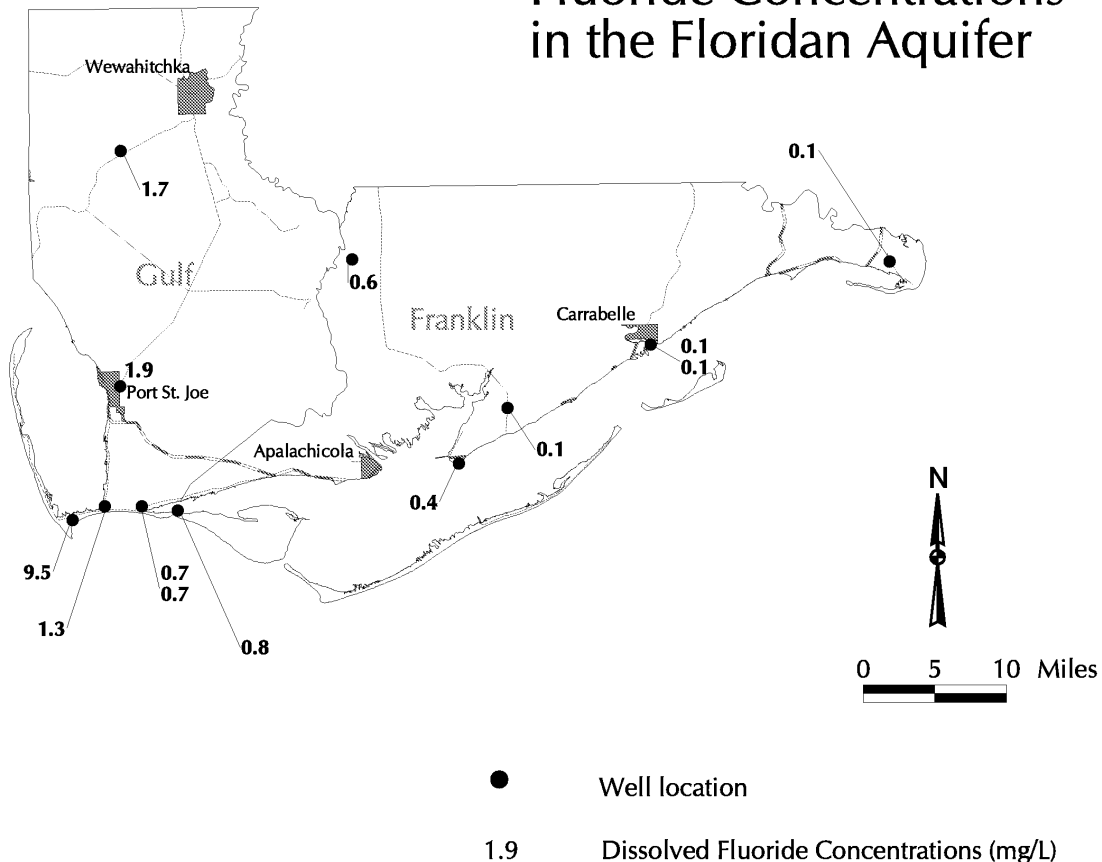 Fluoride Concentrations
in the Floridan Aquifer
Wewahitchka
0.1
1.7
Gulf
0.6
Franklin
Carrabelle
0.1
0.1
1.9
Port St. Joe
Apalachicola
0.1
0.4
N
9.5
0.7
0.7
1.3
0.8
0 5 10 Miles
Well location
1.9 Dissolved Fluoride Concentrations (mg/L)